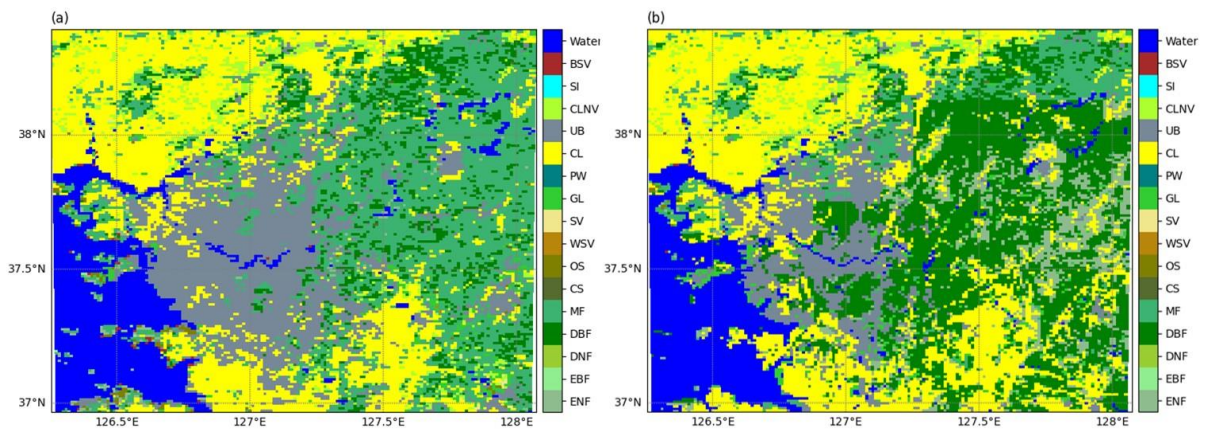 (a)
(b)
38°N
37.5°N
37°N
126.5°E
127°E
127.5°E
128°E
Water
BSV
SI
CLNV
UB
CL
PW
GL
SV
WSV
OS
CS
MF
DBF
DNF
EBF
ENF
38°N
37.5°N
37°N
126.5°E
127°E
127.5°E
128°E
Water
BSV
SI
CLNV
UB
CL
PW
GL
SV
WSV
OS
CS
MF
DBF
DNF
EBF
ENF